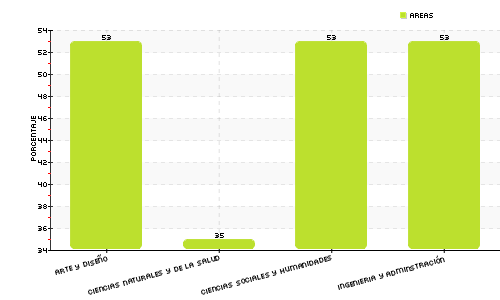 AREAS
54
52
50
48
46
44
42
40
38
36
34
PORCENTAJE
53
35
53
53
ARTE Y DISEÑO
CIENCIAS NATURALES Y DE LA SALUD
CIENCIAS SOCIALES Y HUMANIDADES
INGENIERIA Y ADMINSTRACIÓN